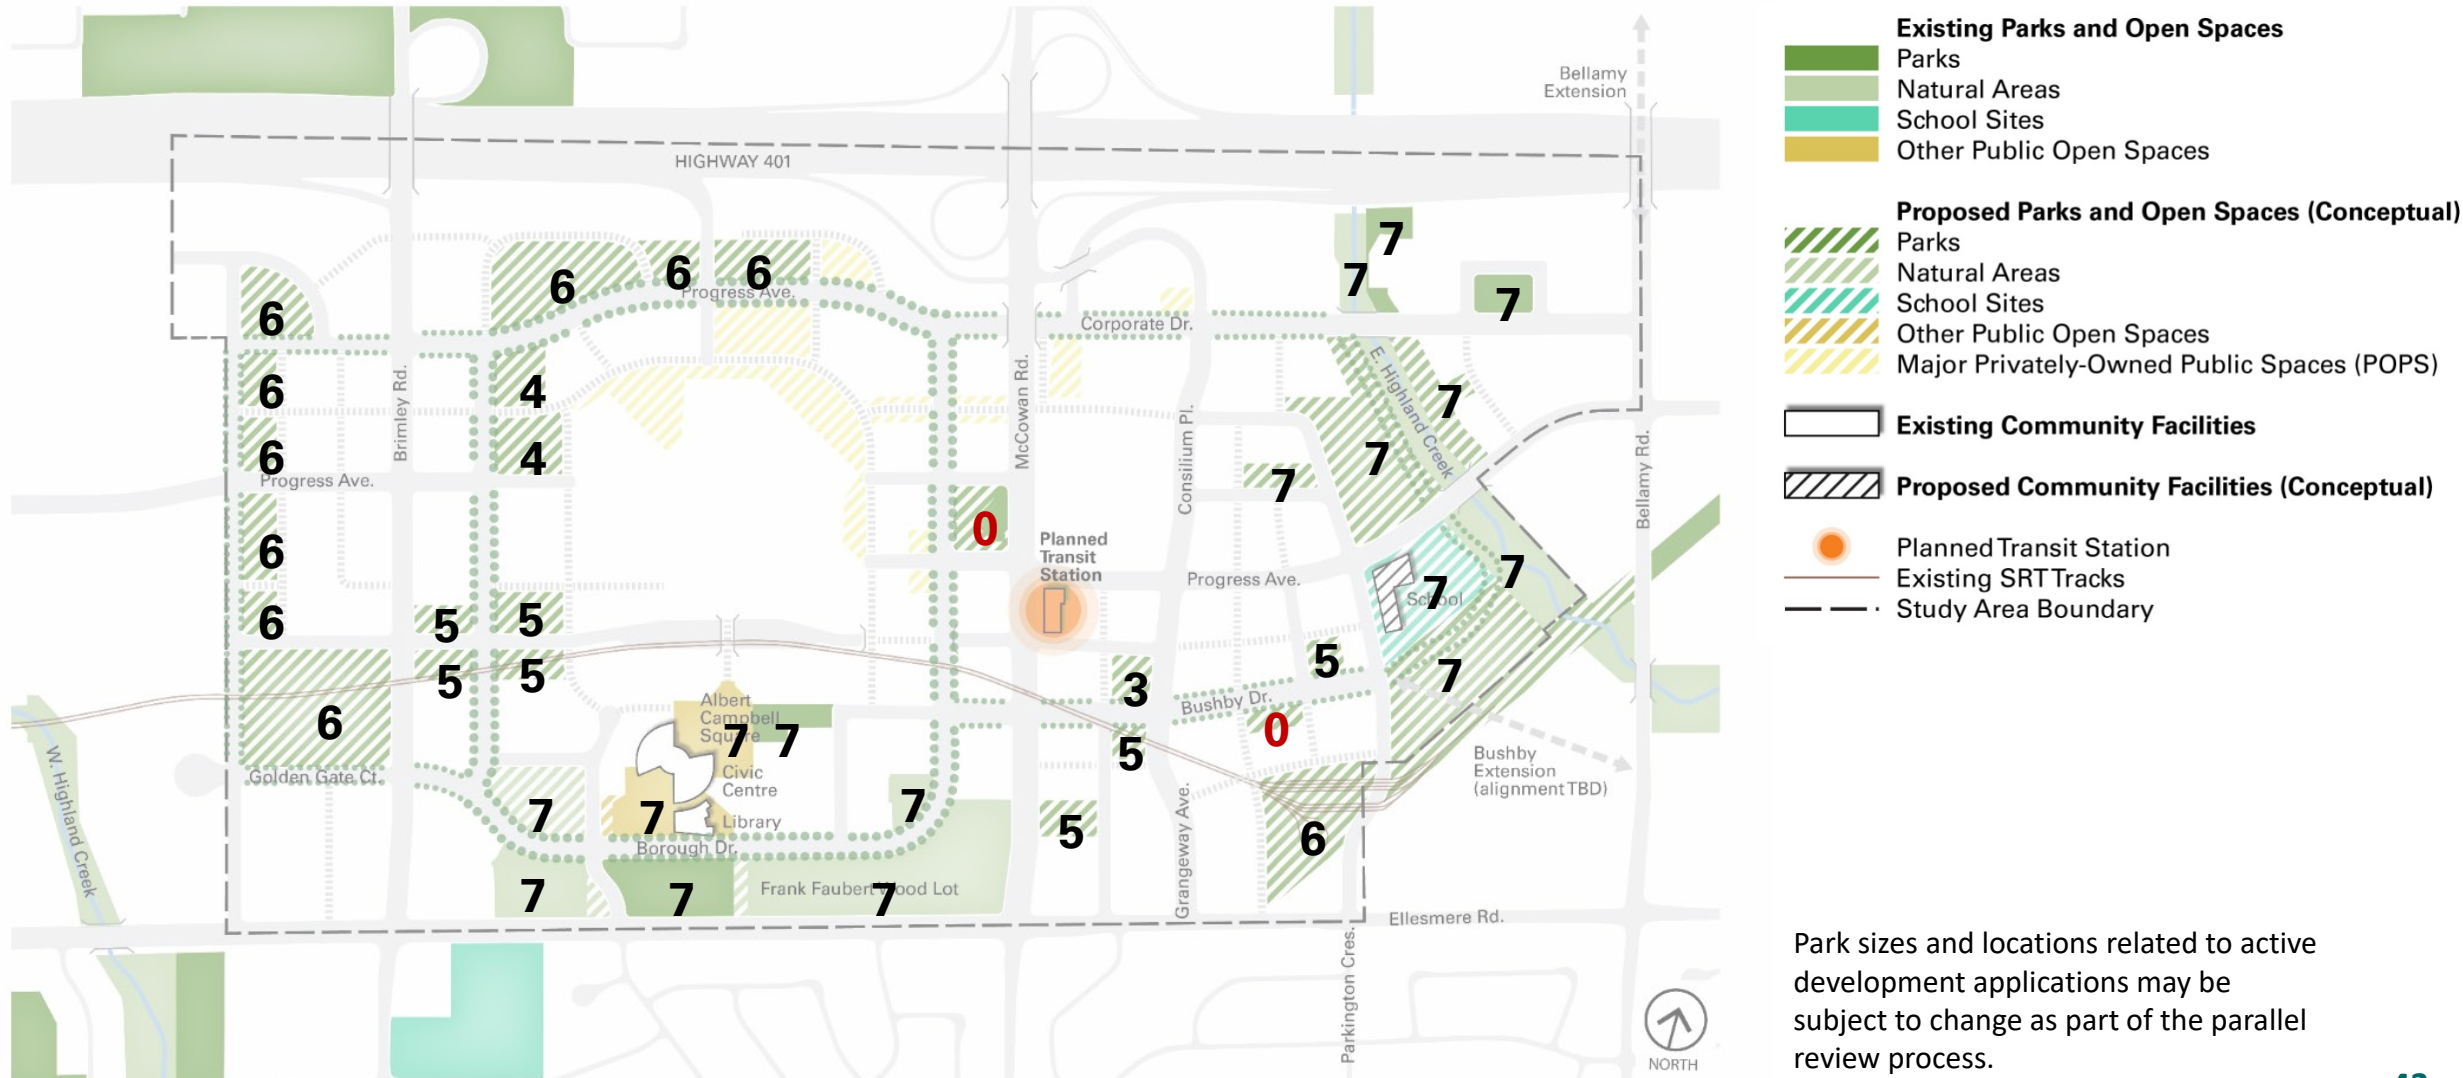 Existing Parks and Open Spaces
Parks
Natural Areas
School Sites
Other Public Open Spaces
Proposed Parks and Open Spaces (Conceptual)
Parks
Natural Areas
School Sites
Other Public Open Spaces
Major Privately-Owned Public Spaces (POPS)
Existing Community Facilities
Proposed Community Facilities (Conceptual)
Planned Transit Station
Existing SRT Tracks
Study Area Boundary
Park sizes and locations related to active
development applications may be
subject to change as part of the parallel
review process.
Bellamy
Extension
HIGHWAY 401
7
7
7
6
6
6
6
Progress Ave.
Corporate Dr.
6
4
Brimley Rd.
McCowan Rd.
Consilium Pl.
E. Highland Creek
7
7
6
4
Progress Ave.
7
Bellamy Rd.
0
6
Planned
Transit
Station
Progress Ave.
7
7
School
6
5
5
5
5
3
5
7
6
Albert
Campbell
Square
7
7
Bushby Dr.
0
5
Golden Gate Ct.
W. Highland Creek
Civic
Centre
Library
7
7
7
5
6
Grangeway Ave.
Bushby
Extension
(alignment TBD)
Borough Dr.
7
7
Frank Faubert Wood Lot
7
Ellesmere Rd.
Parkington Cres.
NORTH